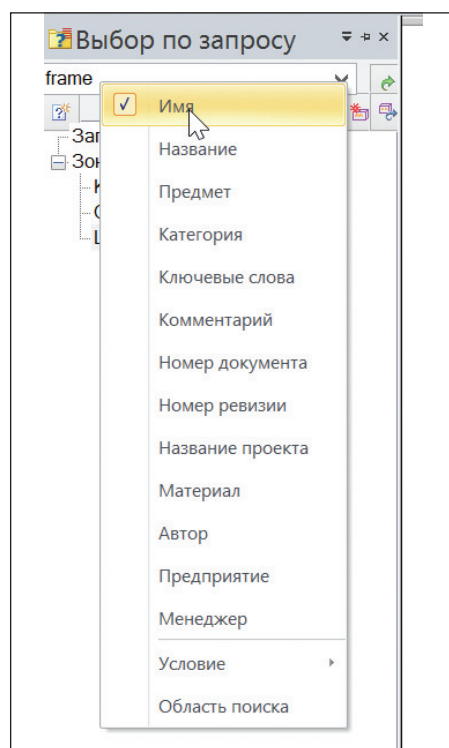 Выбор по запросу
frame
Имя
Название
Предмет
Категория
Ключевые слова
Комментарий
Номер документа
Номер ревизии
Название проекта
Материал
Автор
Предприятие
Менеджер
Условие
Область поиска